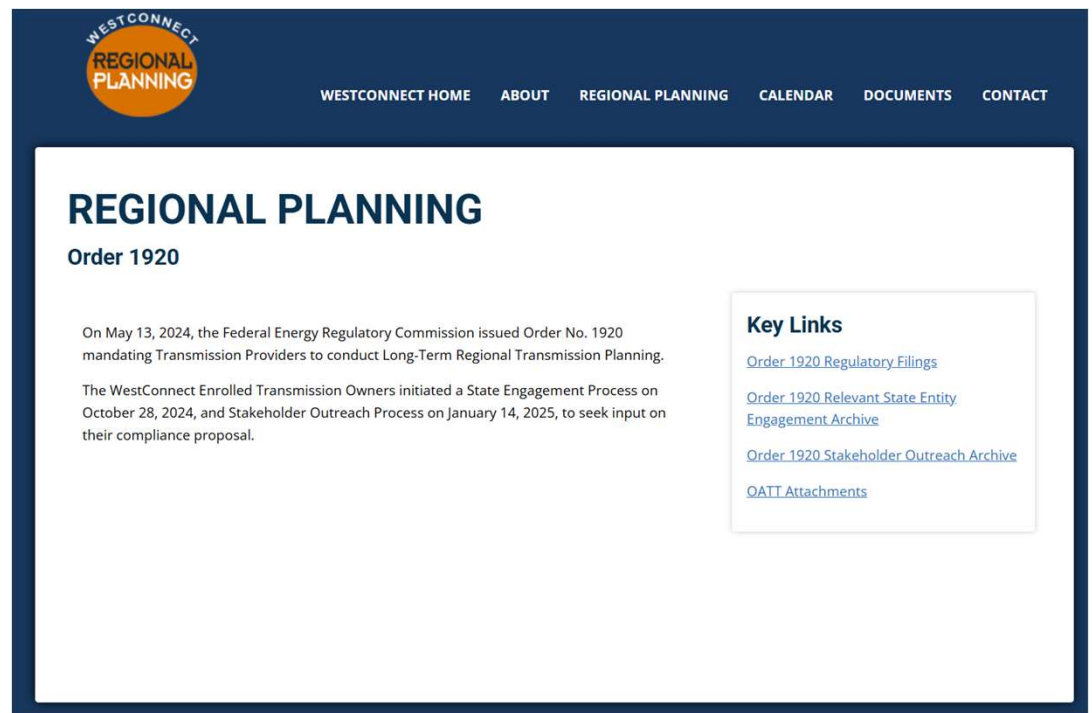 WESTCONNECT
REGIONAL
PLANNING
WESTCONNECT HOME ABOUT REGIONAL PLANNING CALENDAR DOCUMENTS CONTACT
REGIONAL PLANNING
Order 1920
On May 13, 2024, the Federal Energy Regulatory Commission issued Order No. 1920
mandating Transmission Providers to conduct Long-Term Regional Transmission Planning.
The WestConnect Enrolled Transmission Owners initiated a State Engagement Process on
October 28, 2024, and Stakeholder Outreach Process on January 14, 2025, to seek input on
their compliance proposal.
Key Links
Order 1920 Regulatory Filings
Order 1920 Relevant State Entity
Engagement Archive
Order 1920 Stakeholder Outreach Archive
OATT Attachments